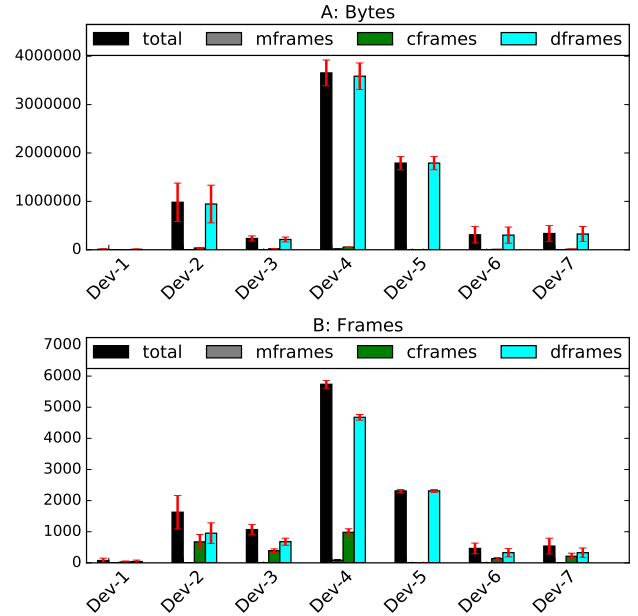 A: Bytes
total mframes cframes dframes
4000000
3000000
2000000
1000000
0
Dev-1 Dev-2 Dev-3 Dev-4 Dev-5 Dev-6 Dev-7
B: Frames
7000
total mframes cframes dframes
6000
5000
4000
3000
2000
1000
0
Dev-1 Dev-2 Dev-3 Dev-4 Dev-5 Dev-6 Dev-7